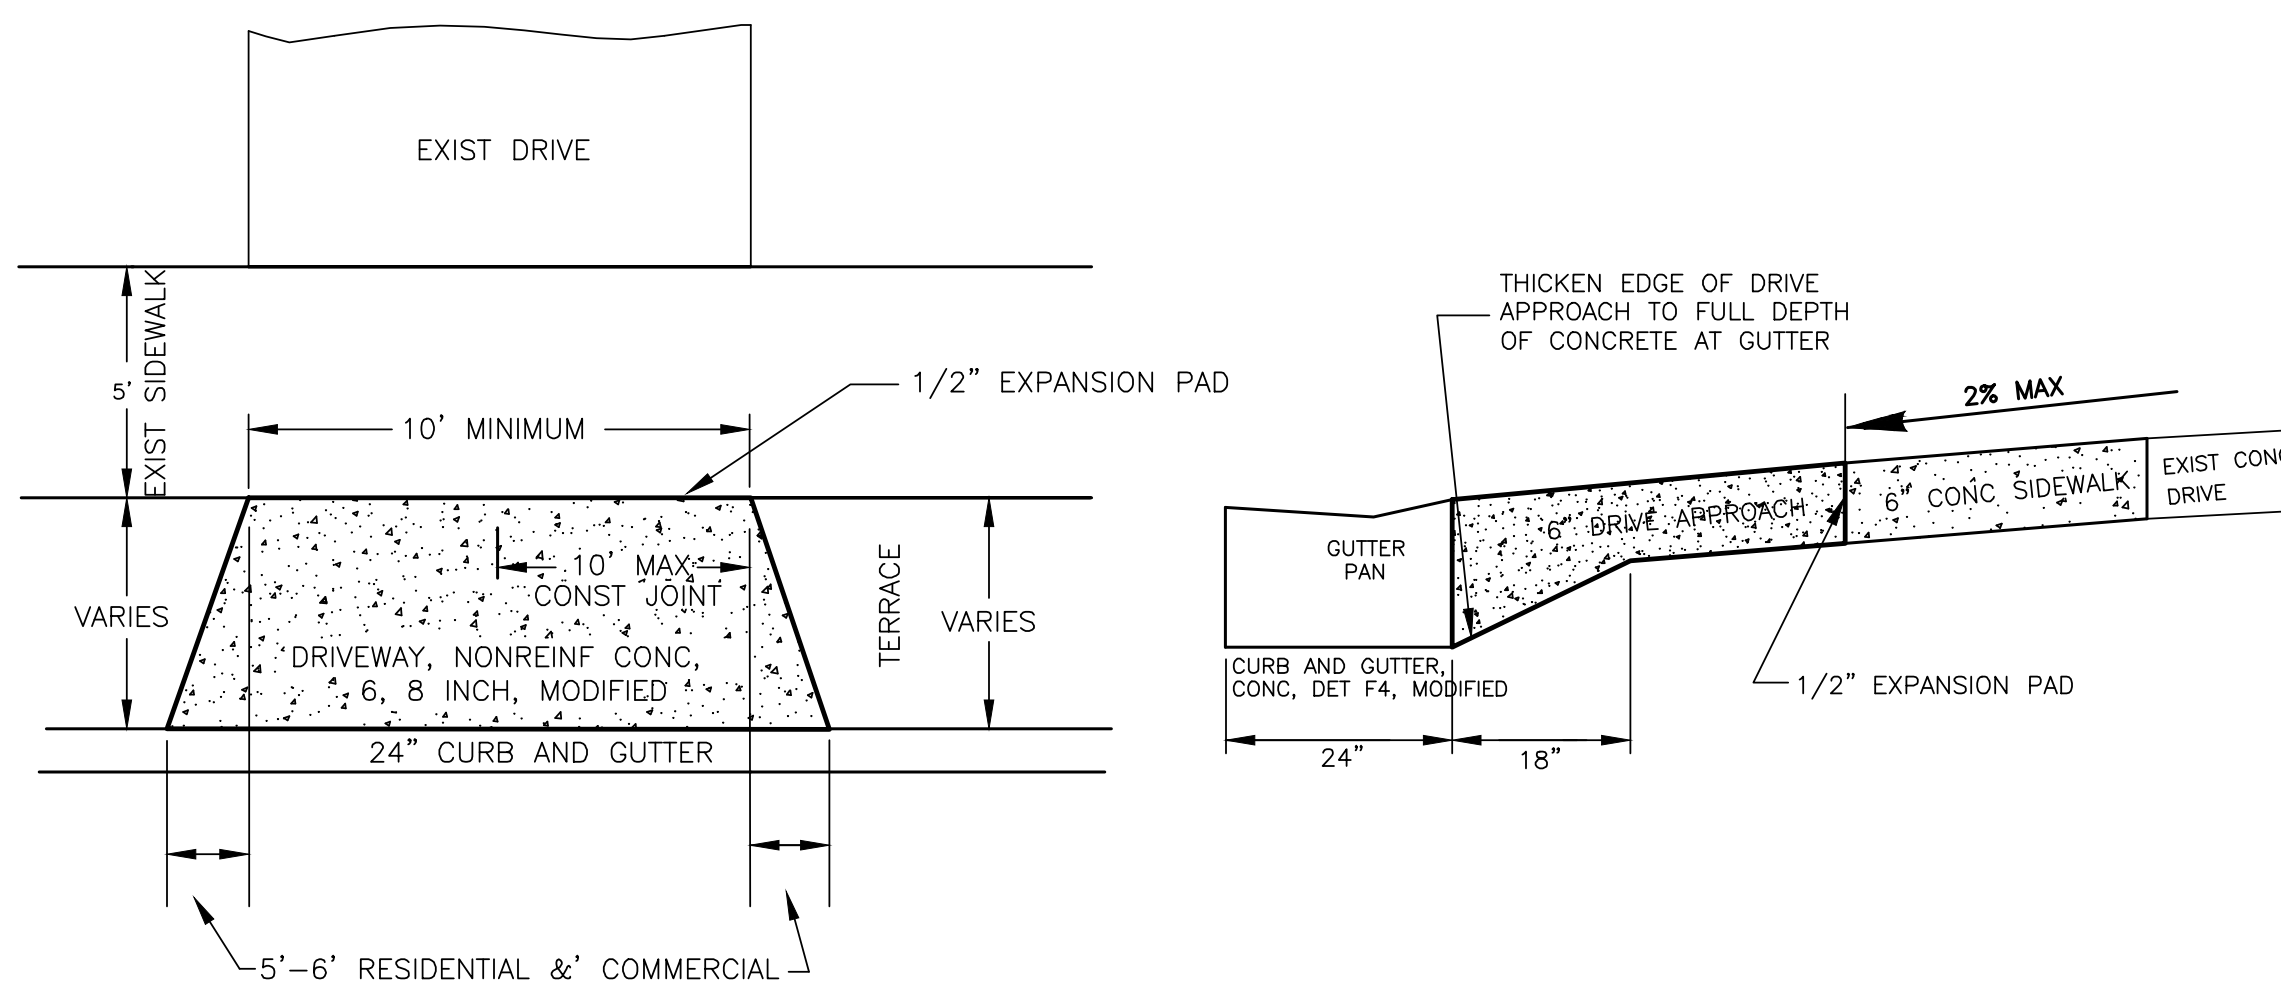 EXIST DRIVE
EXIST SIDEWALK
5'
10' MINIMUM
1/2" EXPANSION PAD
10' MAX
CONST JOINT
VARIES
TERRACE
VARIES
DRIVEWAY, NONREINF CONC,
6, 8 INCH, MODIFIED
24" CURB AND GUTTER
5'-6' RESIDENTIAL &' COMMERCIAL
THICKEN EDGE OF DRIVE
APPROACH TO FULL DEPTH
OF CONCRETE AT GUTTER
2% MAX
6" DRIVE APPROACH
6" CONC SIDEWALK
EXIST CONC
DRIVE
GUTTER
PAN
CURB AND GUTTER,
CONC, DET F4, MODIFIED
1/2" EXPANSION PAD
24"
18"